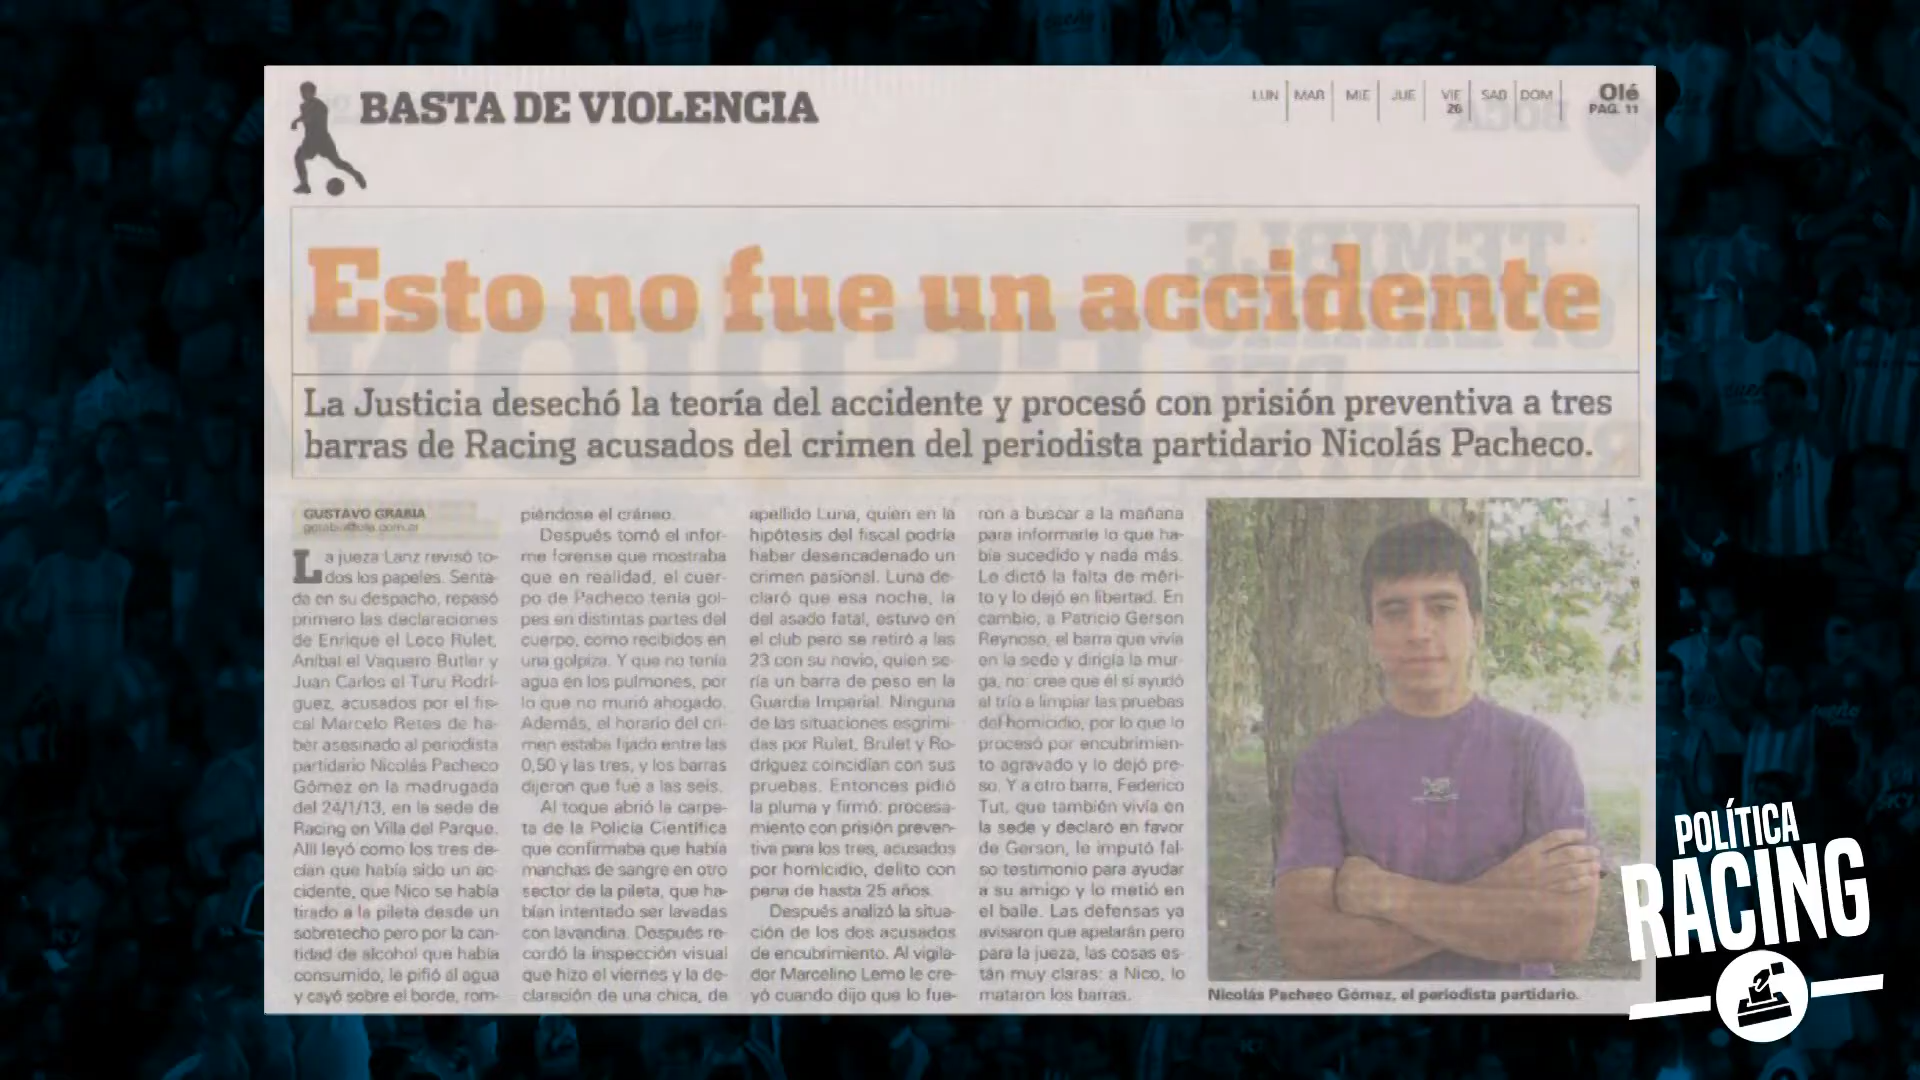 BASTA DE VIOLENCIA
LUN MAR MIE JUE VIE SAB DOM
26
Olé
PAG. 11
Esto no fue un accidente
La Justicia desechó la teoría del accidente y procesó con prisión preventiva a tres
barras de Racing acusados del crimen del periodista partidario Nicolás Pacheco.
GUSTAVO GRABIA
La jueza Lanz revisó to-
dos los papeles. Senta-
da en su despacho, repasó
primero las declaraciones
de Enrique el Loco Rulet,
Aníbal el Vaquero Butler y
Juan Carlos el Turu Rodrí-
guez, acusados por el fis-
cal Marcelo Retes de ha-
ber asesinado al periodista
partidario Nicolás Pacheco
Gómez en la madrugada
del 24/1/13, en la sede de
Racing en Villa del Parque.
Allí leyó como los tres de-
cían que había sido un ac-
cidente, que Nico se había
tirado a la pileta desde un
sobretecho pero por la can-
tidad de alcohol que había
consumido, le pifió al agua
y cayó sobre el borde, rom-
piéndose el cráneo.
Después tomó el infor-
me forense que mostraba
que en realidad, el cuer-
po de Pacheco tenía gol-
pes en distintas partes del
cuerpo, como recibidos en
una golpiza. Y que no tenía
agua en los pulmones, por
lo que no murió ahogado.
Además, el horario del cri-
men estaba fijado entre las
0,50 y las tres, y los barras
dijeron que fue a las seis.
Al toque abrió la carpe-
ta de la Policía Científica
que confirmaba que había
manchas de sangre en otro
sector de la pileta, que ha-
bían intentado ser lavadas
con lavandina. Después re-
cordó la inspección visual
que hizo el viernes y la de-
claración de una chica, de
apellido Luna, quien en la
hipótesis del fiscal podría
haber desencadenado un
crimen pasional. Luna de-
claró que esa noche, la
del asado fatal, estuvo en
el club pero se retiró a las
23 con su novio, quien se-
ría un barra de peso en la
Guardia Imperial. Ninguna
de las situaciones esgrimi-
das por Rulet, Brulet y Ro-
dríguez coincidían con sus
pruebas. Entonces pidió
la pluma y firmó: procesa-
miento con prisión preven-
tiva para los tres, acusados
por homicidio, delito con
pena de hasta 25 años.
Después analizó la situa-
ción de los dos acusados
de encubrimiento. Al vigila-
dor Marcelino Lemo le cre-
yó cuando dijo que lo fue-
ron a buscar a la mañana
para informarle lo que ha-
bía sucedido y nada más.
Le dictó la falta de méri-
to y lo dejó en libertad. En
cambio, a Patricio Gerson
Reynoso, el barra que vivía
en la sede y dirigía la mur-
ga, no: cree que él sí ayudó
al trío a limpiar las pruebas
del homicidio, por lo que lo
procesó por encubrimien-
to agravado y lo dejó pre-
so. Y a otro barra, Federico
Tut, que también vivía en
la sede y declaró en favor
de Gerson, le imputó fal-
so testimonio para ayudar
a su amigo y lo metió en
el baile. Las defensas ya
avisaron que apelarán pero
para la jueza, las cosas es-
tán muy claras: a Nico, lo
mataron los barras.
Nicolás Pacheco Gómez, el periodista partidario.
POLÍTICA
RACING